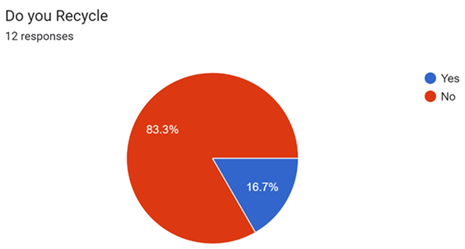 Do you Recycle
12 responses
Yes
No
83.3%
16.7%